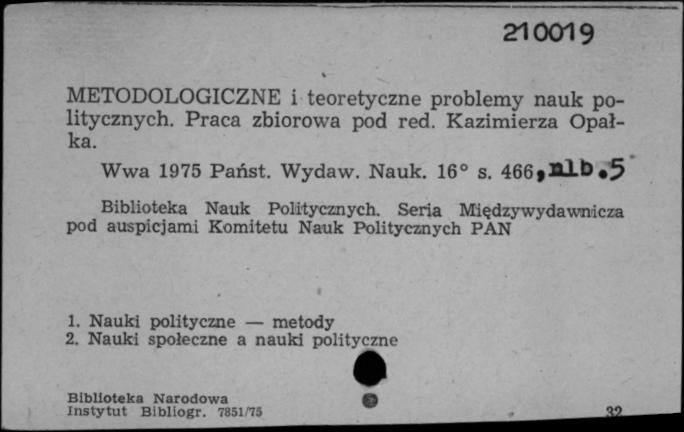 210019
METODOLOGICZNE i teoretyczne problemy nauk po-
litycznych. Praca zbiorowa pod red. Kazimierza Opał-
ka.
Wwa 1975 Państ. Wydaw. Nauk. 16° s. 466, nlb. 5
Biblioteka Nauk Politycznych. Seria Międzywydawnicza
pod auspicjami Komitetu Nauk Politycznych PAN
1. Nauki polityczne — metody
2. Nauki społeczne a nauki polityczne
Biblioteka Narodowa
Instytut Bibliogr. 7851/75
32